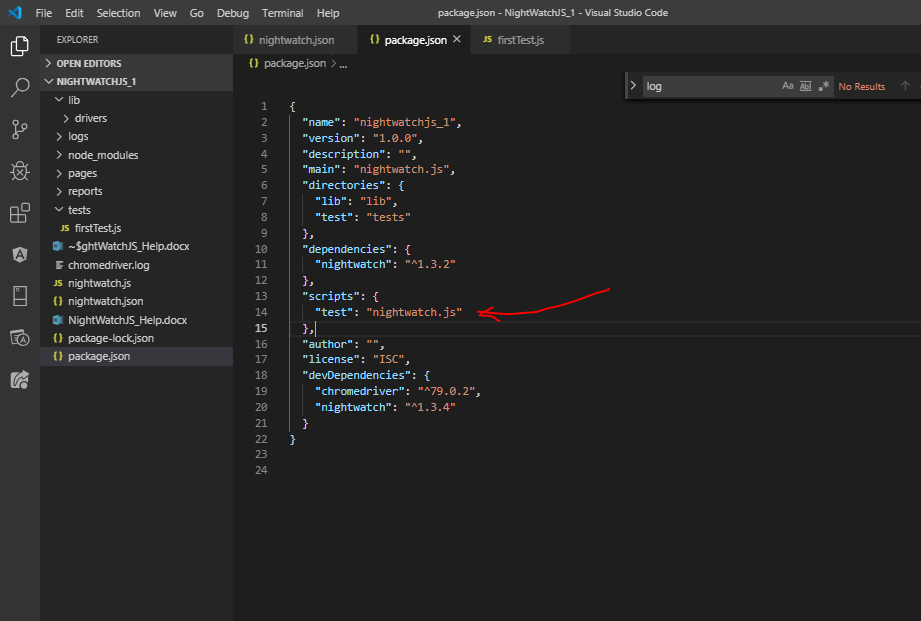 File Edit Selection View Go Debug Terminal Help
package.json - NightWatchJS_1 - Visual Studio Code
EXPLORER
OPEN EDITORS
NIGHTWATCHJS_1
lib
drivers
logs
node_modules
pages
reports
tests
JS firstTest.js
~$ghtWatchJS_Help.docx
chromedriver.log
JS nightwatch.js
{} nightwatch.json
NightWatchJS_Help.docx
{} package-lock.json
{} package.json
{} nightwatch.json
{} package.json ×
JS firstTest.js
{} package.json > ...
log Aa Abl .* No Results
1 {
2 "name": "nightwatchjs_1",
3 "version": "1.0.0",
4 "description": "",
5 "main": "nightwatch.js",
6 "directories": {
7 "lib": "lib",
8 "test": "tests"
9 },
10 "dependencies": {
11 "nightwatch": "^1.3.2"
12 },
13 "scripts": {
14 "test": "nightwatch.js"
15 },
16 "author": "",
17 "license": "ISC",
18 "devDependencies": {
19 "chromedriver": "^79.0.2",
20 "nightwatch": "^1.3.4"
21 }
22 }
23
24